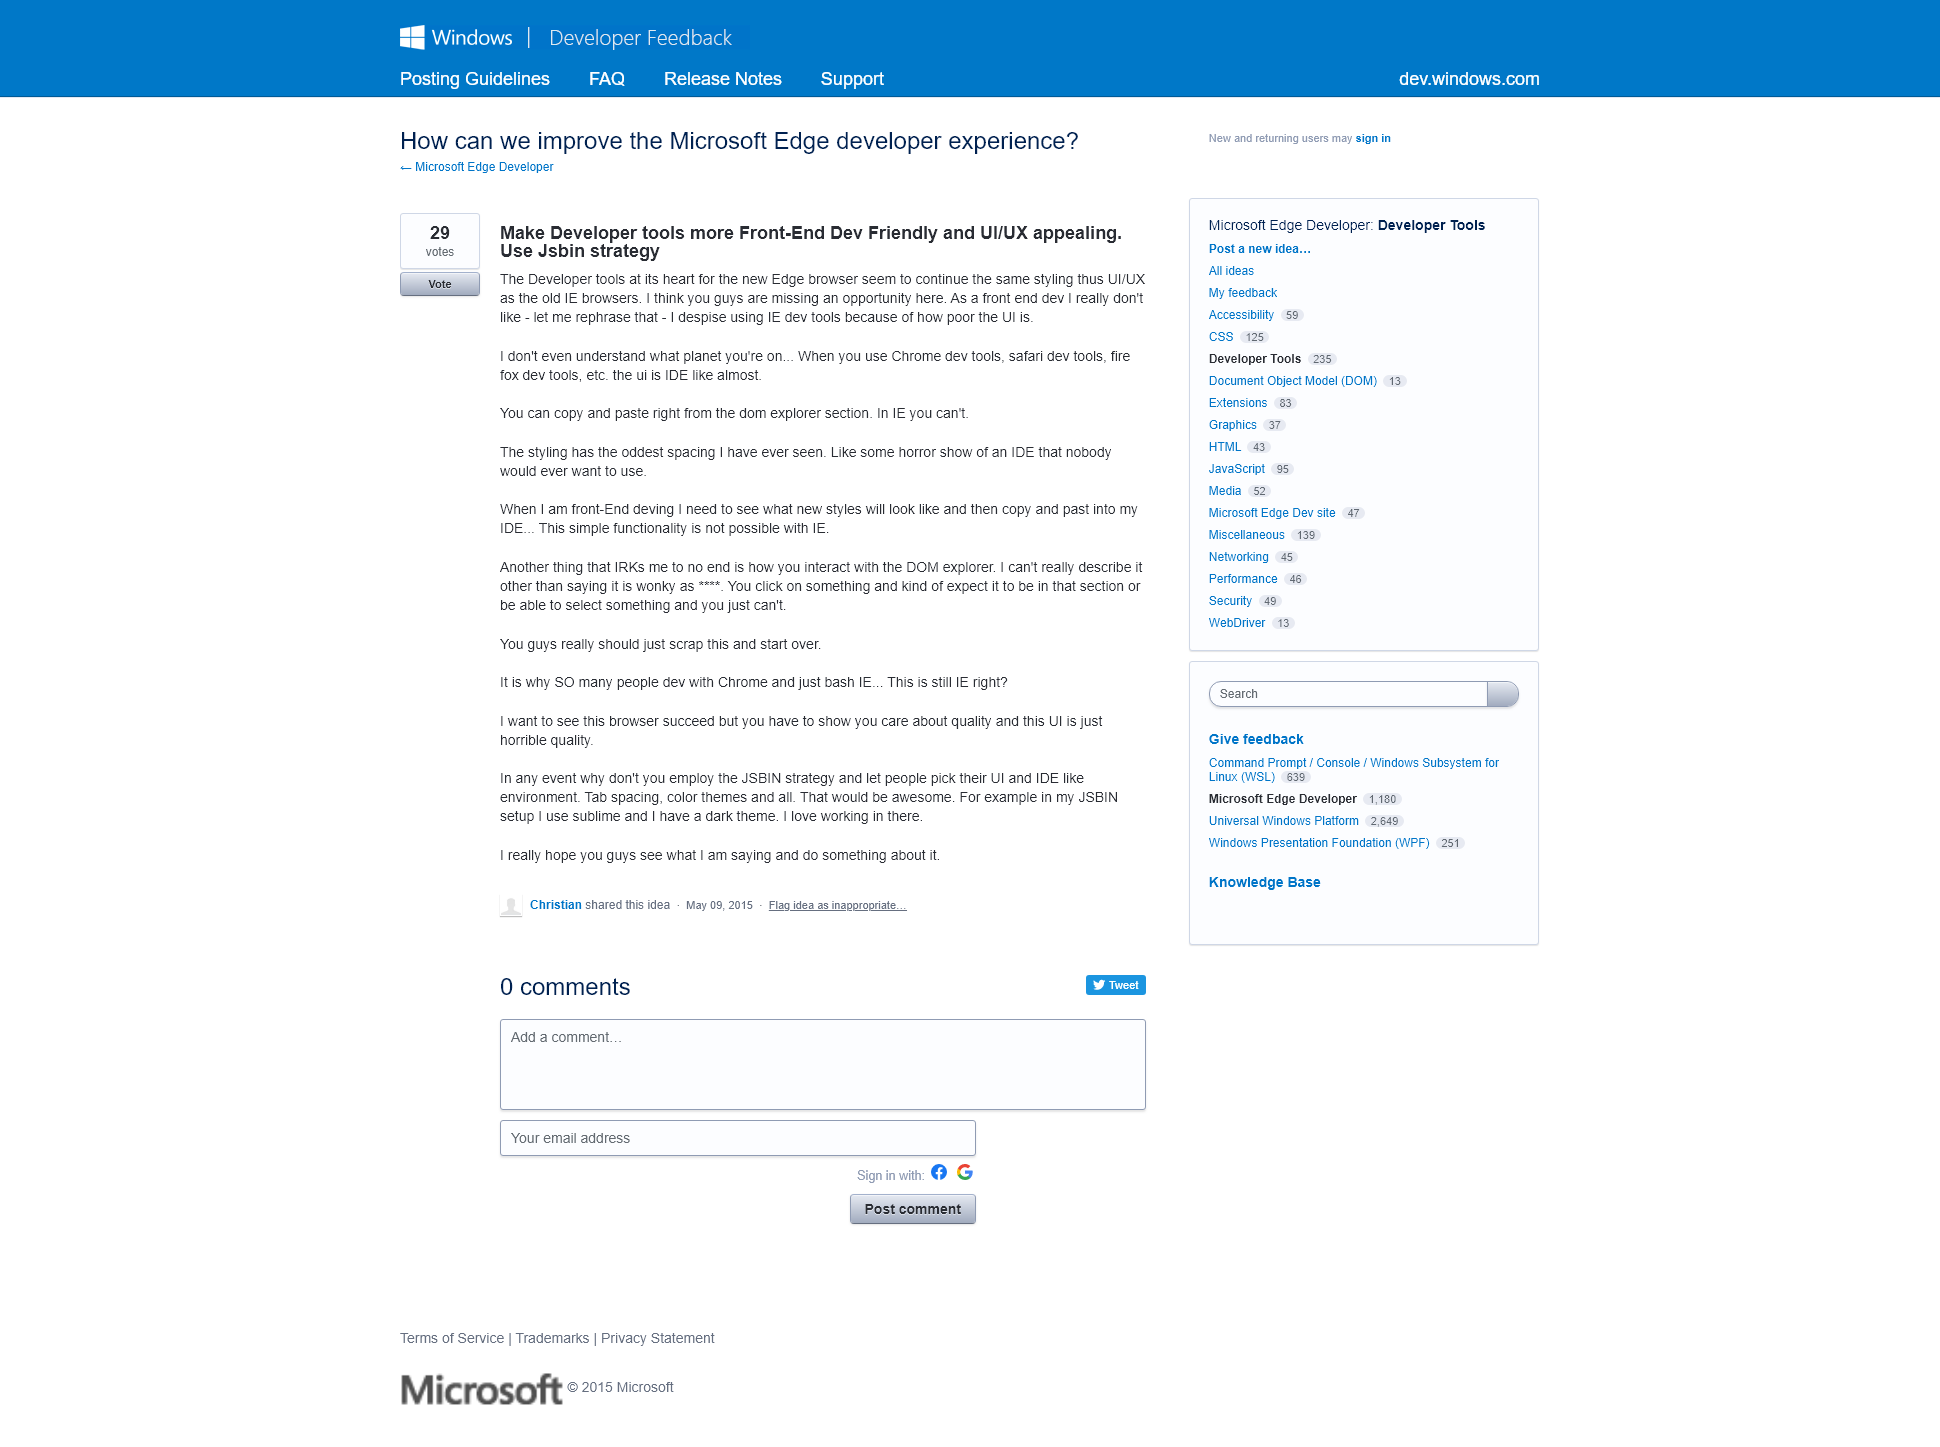 Windows | Developer Feedback
Posting Guidelines FAQ Release Notes Support dev.windows.com
How can we improve the Microsoft Edge developer experience?
← Microsoft Edge Developer
New and returning users may sign in
29
votes
Vote
Make Developer tools more Front-End Dev Friendly and UI/UX appealing.
Use Jsbin strategy
The Developer tools at its heart for the new Edge browser seem to continue the same styling thus UI/UX
as the old IE browsers. I think you guys are missing an opportunity here. As a front end dev I really don't
like - let me rephrase that - I despise using IE dev tools because of how poor the UI is.
I don't even understand what planet you're on... When you use Chrome dev tools, safari dev tools, fire
fox dev tools, etc. the ui is IDE like almost.
You can copy and paste right from the dom explorer section. In IE you can't.
The styling has the oddest spacing I have ever seen. Like some horror show of an IDE that nobody
would ever want to use.
When I am front-End deving I need to see what new styles will look like and then copy and past into my
IDE... This simple functionality is not possible with IE.
Another thing that IRKs me to no end is how you interact with the DOM explorer. I can't really describe it
other than saying it is wonky as ****. You click on something and kind of expect it to be in that section or
be able to select something and you just can't.
You guys really should just scrap this and start over.
It is why SO many people dev with Chrome and just bash IE... This is still IE right?
I want to see this browser succeed but you have to show you care about quality and this UI is just
horrible quality.
In any event why don't you employ the JSBIN strategy and let people pick their UI and IDE like
environment. Tab spacing, color themes and all. That would be awesome. For example in my JSBIN
setup I use sublime and I have a dark theme. I love working in there.
I really hope you guys see what I am saying and do something about it.
Christian shared this idea · May 09, 2015 · Flag idea as inappropriate…
0 comments
Tweet
Add a comment…
Your email address
Sign in with:
Post comment
Microsoft Edge Developer: Developer Tools
Post a new idea…
All ideas
My feedback
Accessibility 59
CSS 125
Developer Tools 235
Document Object Model (DOM) 13
Extensions 83
Graphics 37
HTML 43
JavaScript 95
Media 52
Microsoft Edge Dev site 47
Miscellaneous 139
Networking 45
Performance 46
Security 49
WebDriver 13
Search
Give feedback
Command Prompt / Console / Windows Subsystem for
Linux (WSL) 639
Microsoft Edge Developer 1,180
Universal Windows Platform 2,649
Windows Presentation Foundation (WPF) 251
Knowledge Base
Terms of Service | Trademarks | Privacy Statement
Microsoft © 2015 Microsoft